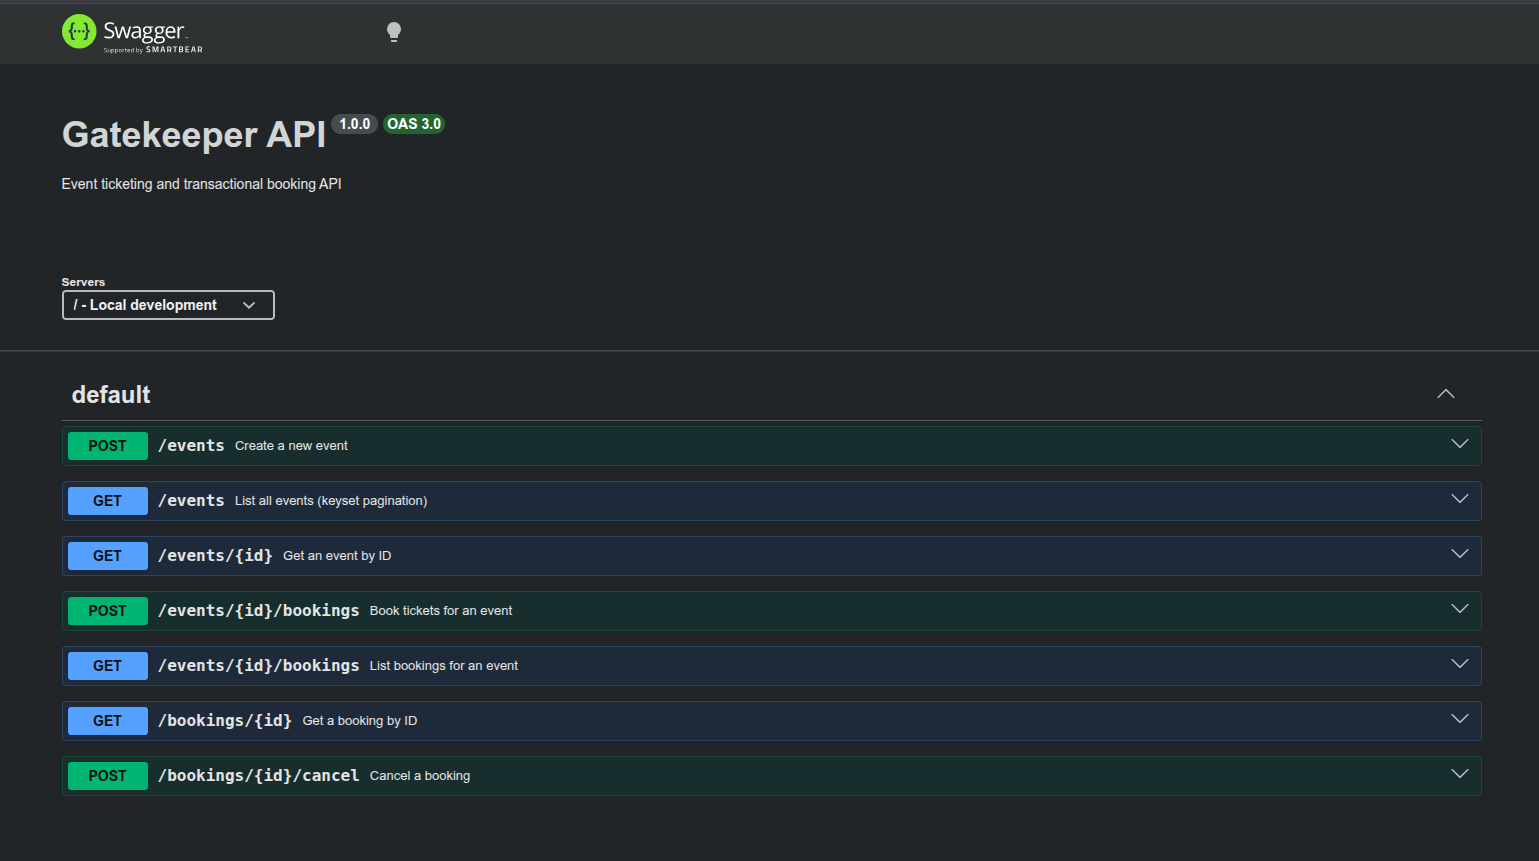 Swagger
Supported by SMARTBEAR
Gatekeeper API 1.0.0 OAS 3.0
Event ticketing and transactional booking API
Servers
/ - Local development
default
POST /events Create a new event
GET /events List all events (keyset pagination)
GET /events/{id} Get an event by ID
POST /events/{id}/bookings Book tickets for an event
GET /events/{id}/bookings List bookings for an event
GET /bookings/{id} Get a booking by ID
POST /bookings/{id}/cancel Cancel a booking